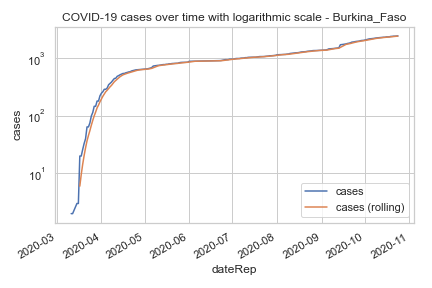 COVID-19 cases over time with logarithmic scale - Burkina_Faso
10³
10²
10¹
cases
cases
cases (rolling)
2020-03
2020-04
2020-05
2020-06
2020-07
2020-08
2020-09
2020-10
2020-11
dateRep